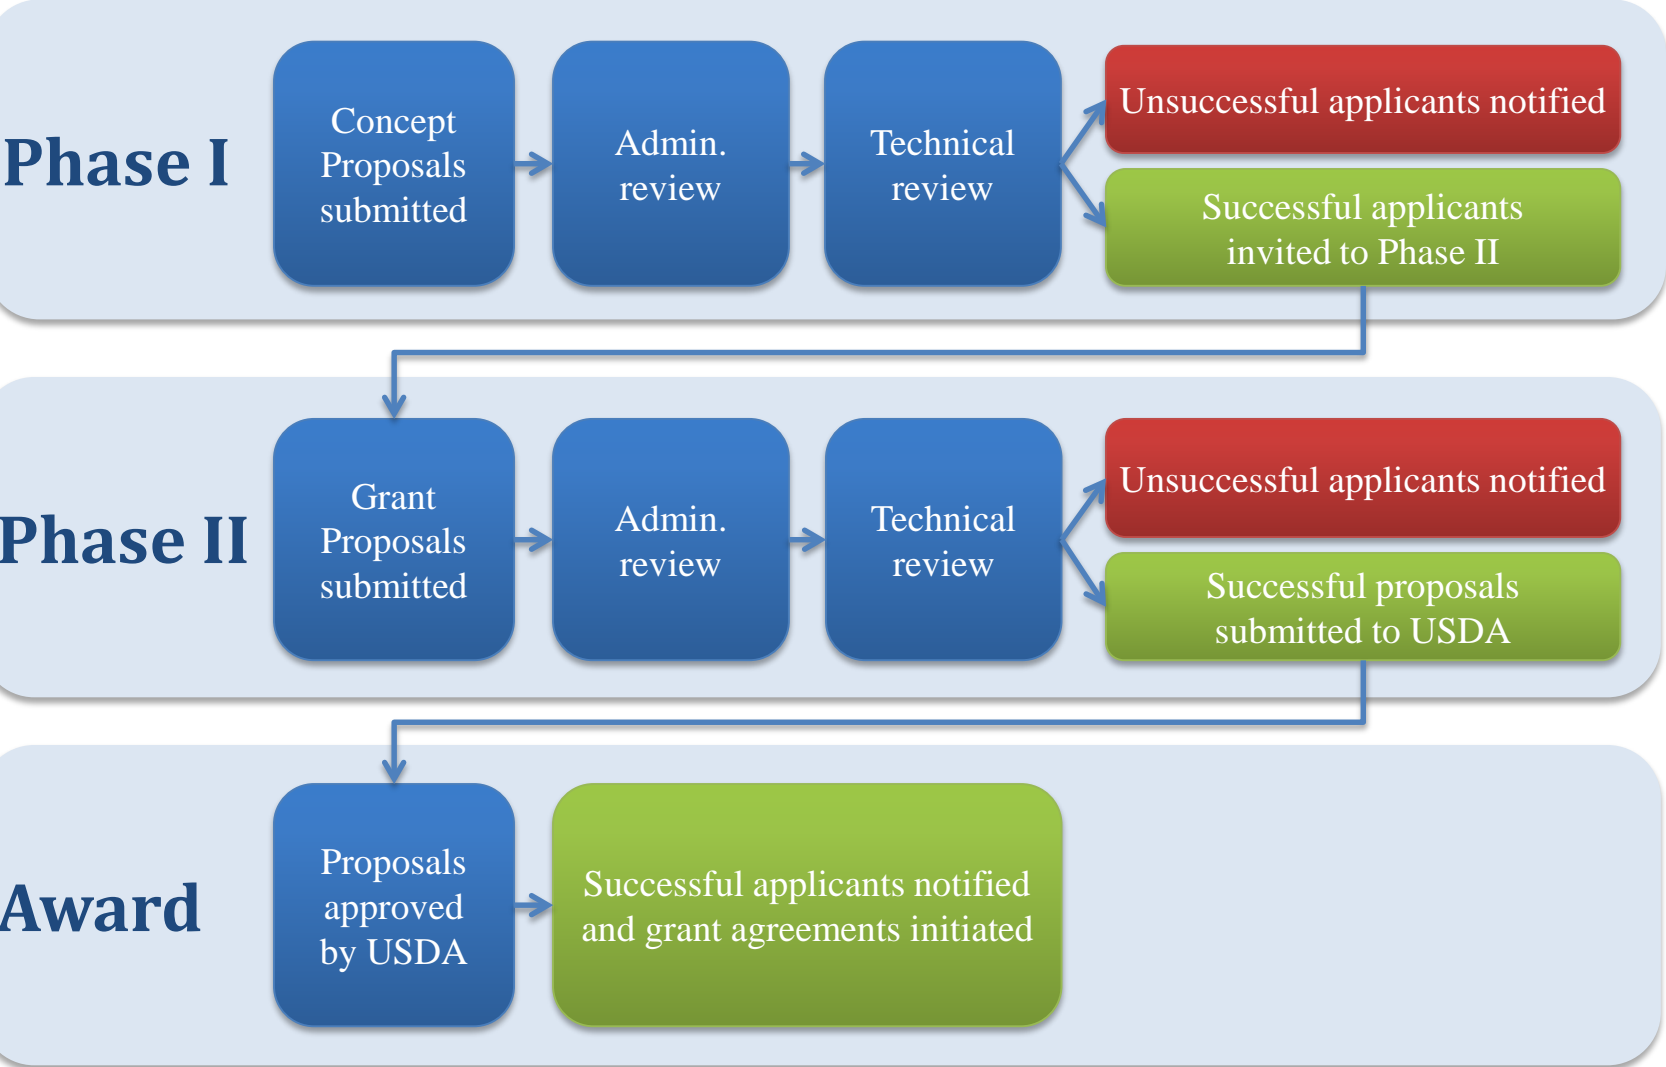 Phase I
Concept
Proposals
submitted
Admin.
review
Technical
review
Unsuccessful applicants notified
Successful applicants
invited to Phase II
Phase II
Grant
Proposals
submitted
Admin.
review
Technical
review
Unsuccessful applicants notified
Successful proposals
submitted to USDA
Award
Proposals
approved
by USDA
Successful applicants notified
and grant agreements initiated